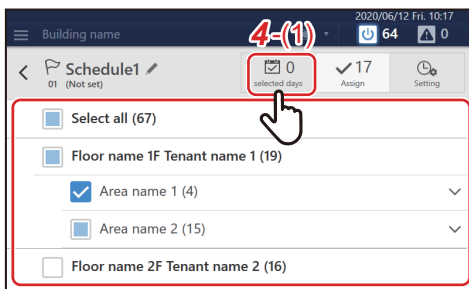 2020/06/12 Fri. 10:17
Building name
4-(1)
64
0
Schedule1
01 (Not set)
0
selected days
17
Assign
Setting
Select all (67)
Floor name 1F Tenant name 1 (19)
Area name 1 (4)
Area name 2 (15)
Floor name 2F Tenant name 2 (16)